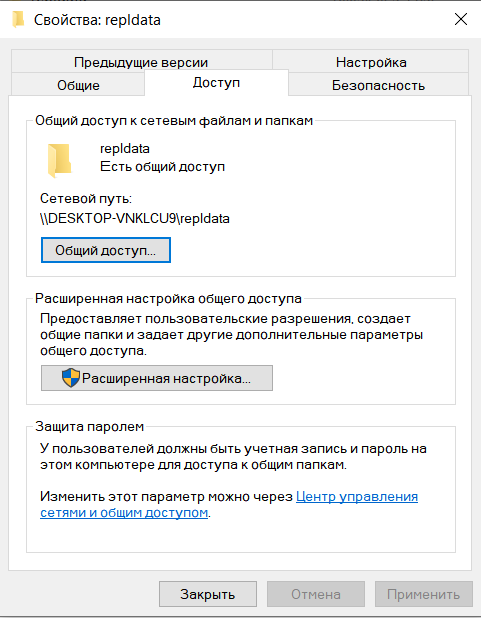 Свойства: repldata
Предыдущие версии
Настройка
Общие
Доступ
Безопасность
Общий доступ к сетевым файлам и папкам
repldata
Есть общий доступ
Сетевой путь:
\\DESKTOP-VNKLCU9\repldata
Общий доступ...
Расширенная настройка общего доступа
Предоставляет пользовательские разрешения, создает
общие папки и задает другие дополнительные параметры
общего доступа.
Расширенная настройка...
Защита паролем
У пользователей должны быть учетная запись и пароль на
этом компьютере для доступа к общим папкам.
Изменить этот параметр можно через Центр управления
сетями и общим доступом.
Закрыть
Отмена
Применить